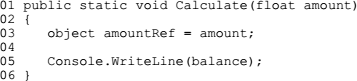 01 public static void Calculate(float amount)
02 {
03    object amountRef = amount;
04
05    Console.WriteLine(balance);
06 }